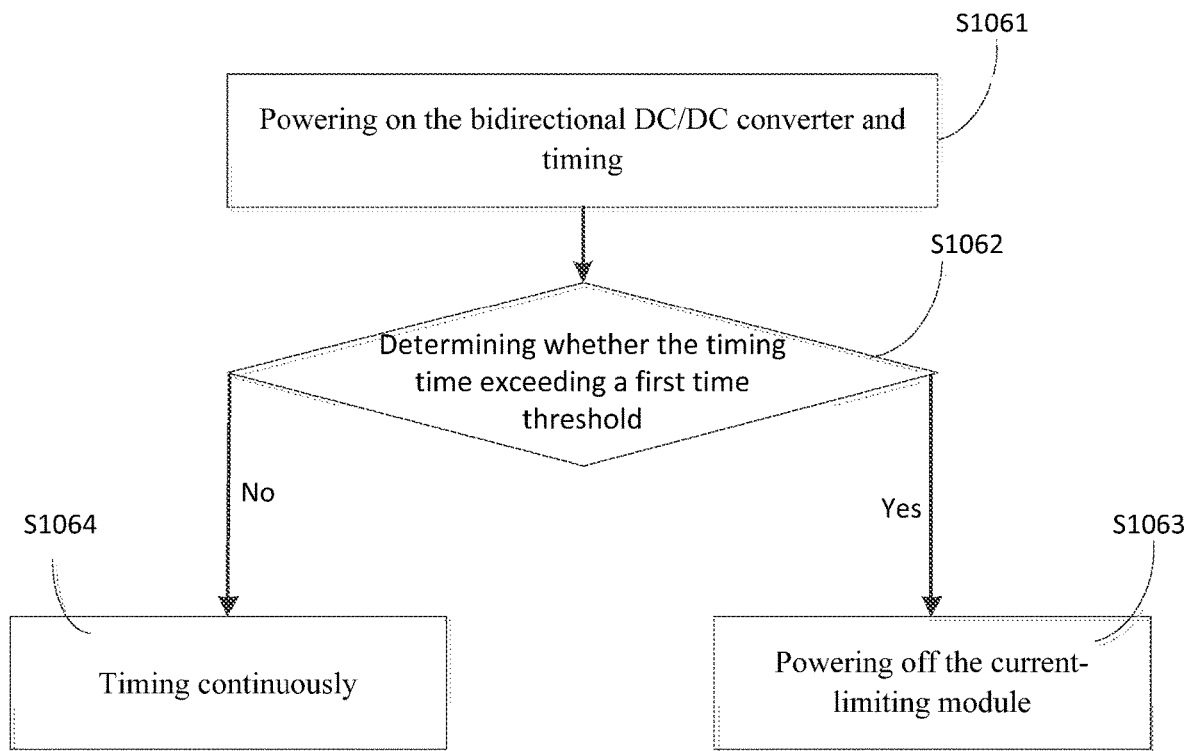 S1061
Powering on the bidirectional DC/DC converter and
timing
S1062
Determining whether the timing
time exceeding a first time
threshold
No
Yes
S1064
S1063
Timing continuously
Powering off the current-
limiting module